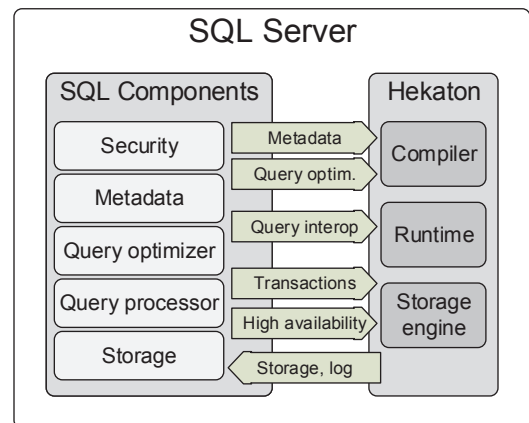 SQL Server
SQL Components
Security
Metadata
Query optimizer
Query processor
Storage
Metadata
Query optim.
Query interop
Transactions
High availability
Storage, log
Hekaton
Compiler
Runtime
Storage
engine